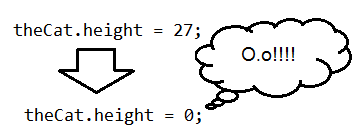 theCat.height = 27;
O.o!!!!
theCat.height = 0;